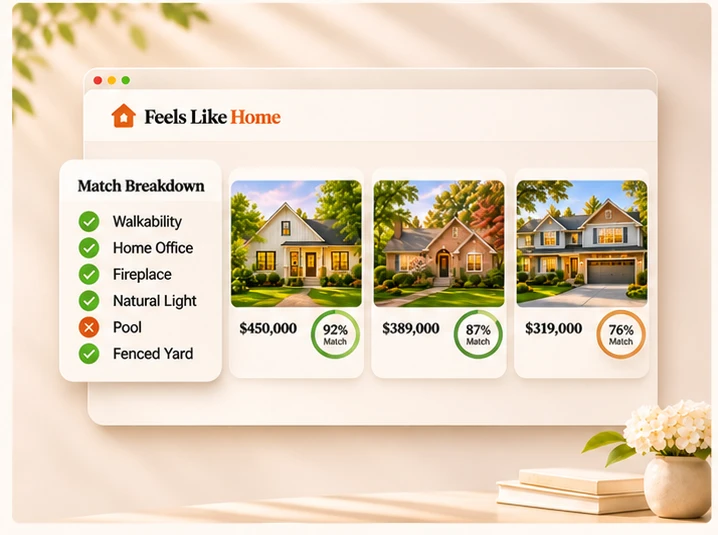 Feels Like Home
Match Breakdown
Walkability
Home Office
Fireplace
Natural Light
Pool
Fenced Yard
$450,000
92%
Match
$389,000
87%
Match
$319,000
76%
Match